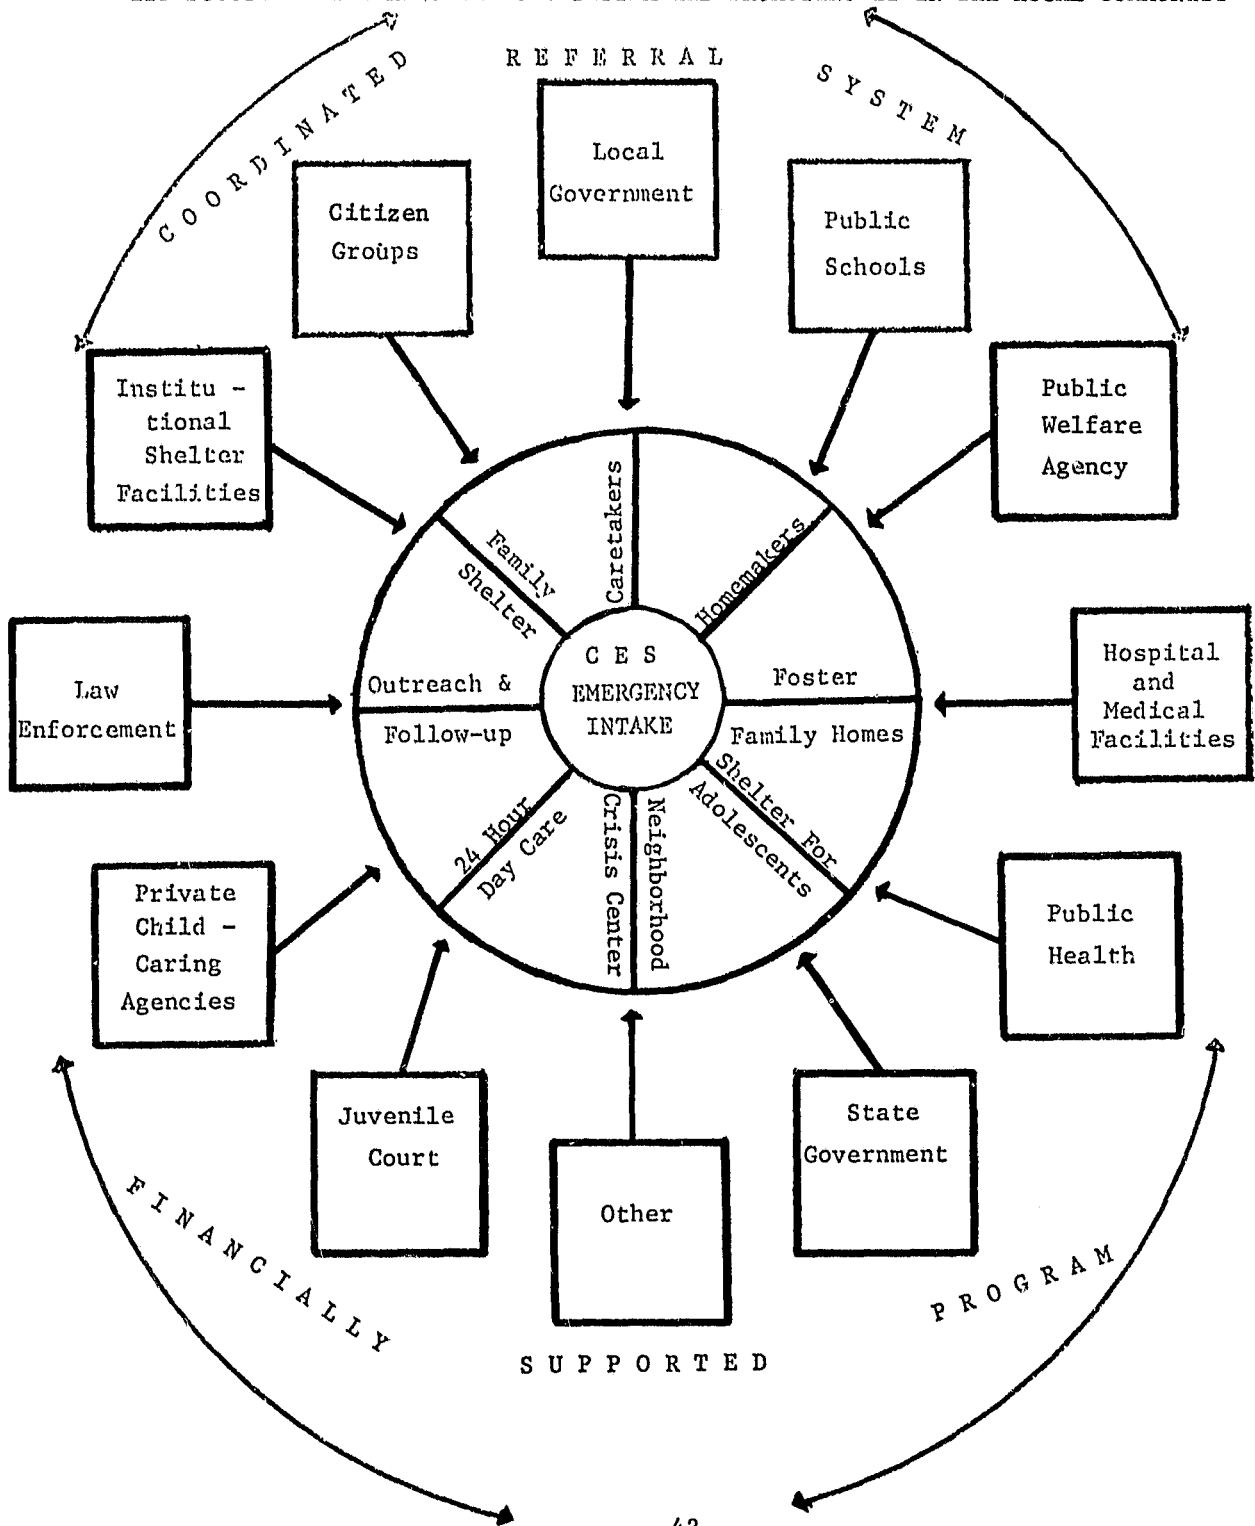 REFERRAL
COORDINATED
SYSTEM
Local
Government
Citizen
Groups
Public
Schools
Institu -
tional
Shelter
Facilities
Public
Welfare
Agency
Caretakers
Homemakers
Family
Shelter
CES
EMERGENCY
INTAKE
Law
Enforcement
Outreach &
Follow-up
Foster
Family Homes
Hospital
and
Medical
Facilities
24 Hour
Day Care
Neighborhood
Crisis Center
Shelter For
Adolescents
Private
Child -
Caring
Agencies
Public
Health
Juvenile
Court
Other
State
Government
FINANCIALLY
SUPPORTED
PROGRAM